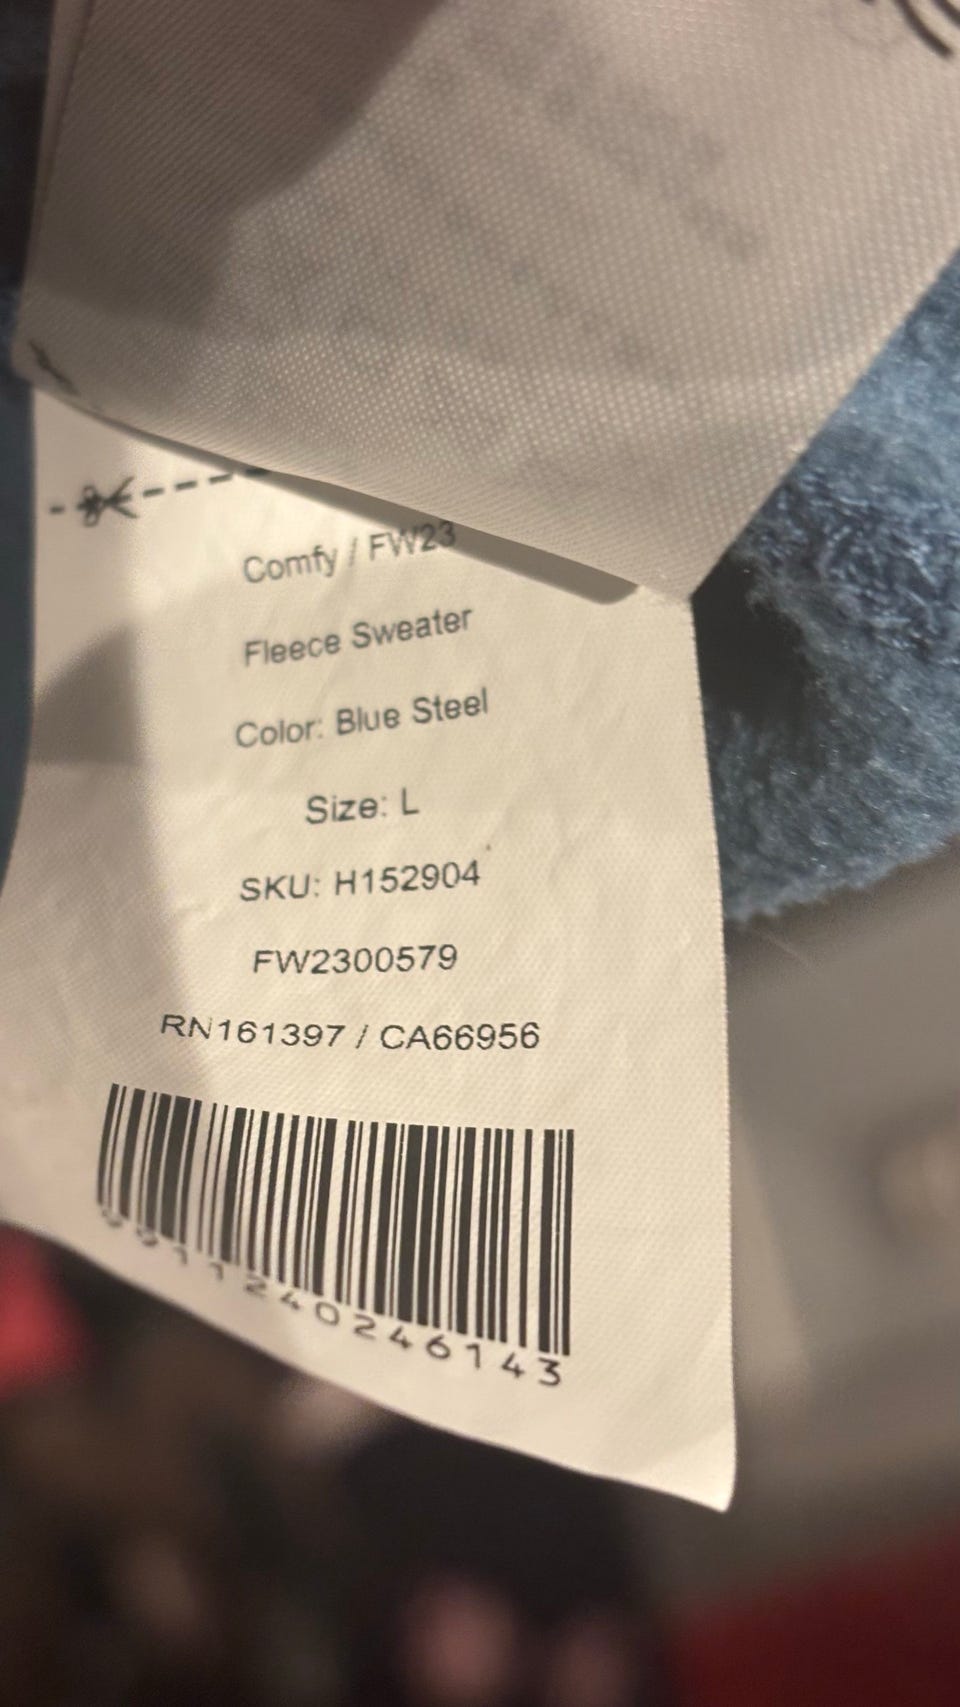 Comfy / FW23
Fleece Sweater
Color: Blue Steel
Size: L
SKU: H152904
FW2300579
RN161397 / CA66956